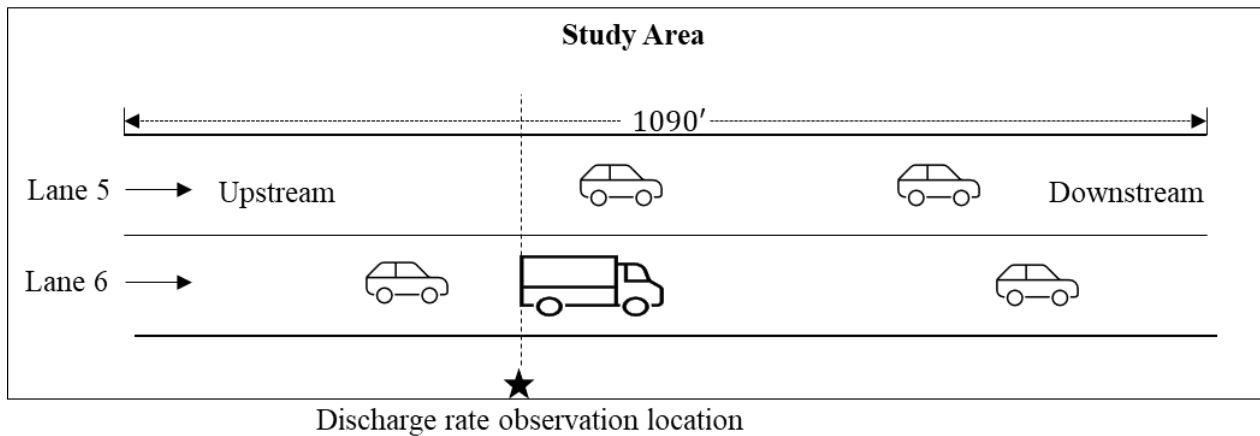 Study Area
1090′
Lane 5
Upstream
Downstream
Lane 6
Discharge rate observation location